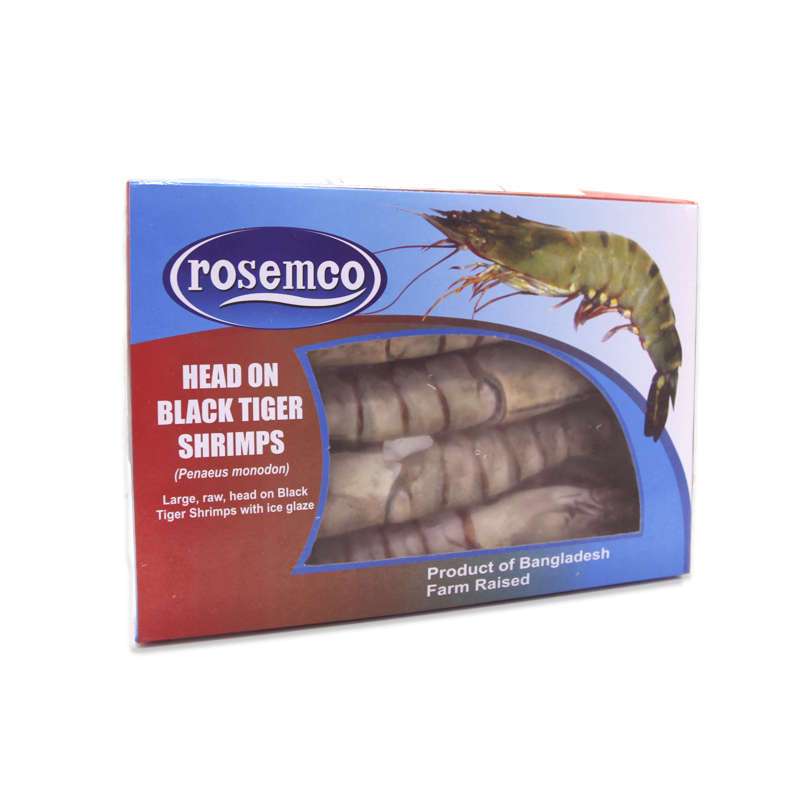 rosemco
HEAD ON
BLACK TIGER
SHRIMPS
(Penaeus monodon)
Large, raw, head on Black
Tiger Shrimps with ice glaze
Product of Bangladesh
Farm Raised